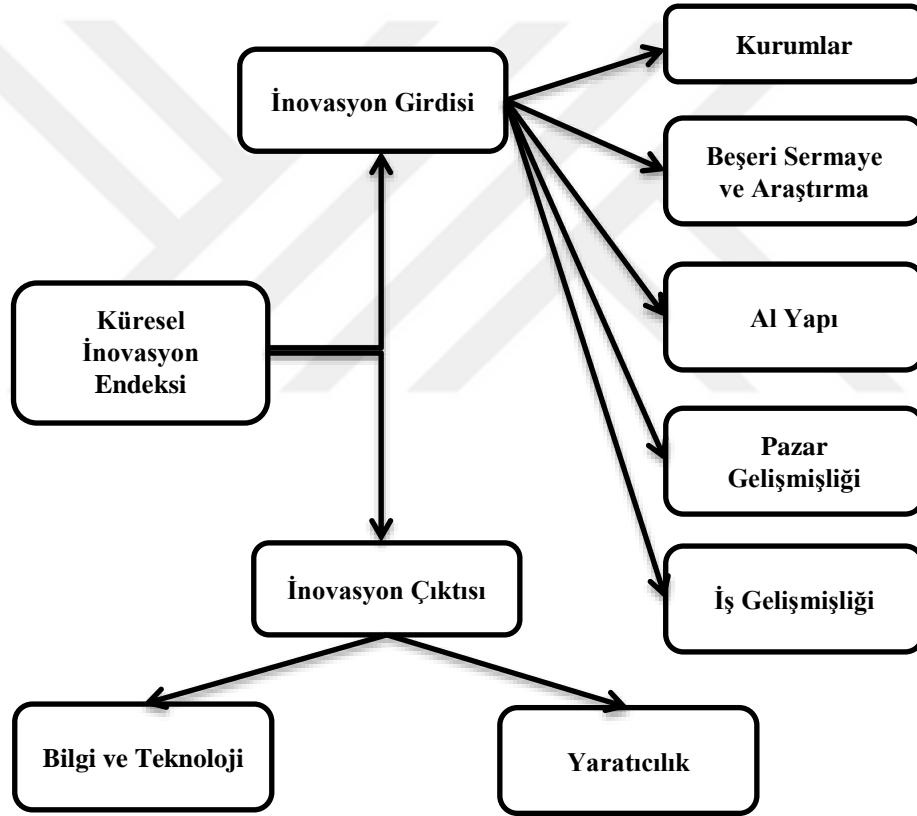 Kurumlar
İnovasyon Girdisi
Beşeri Sermaye
ve Araştırma
Al Yapı
Küresel
İnovasyon
Endeksi
Pazar
Gelişmişliği
İnovasyon Çıktısı
İş Gelişmişliği
Bilgi ve Teknoloji
Yaratıcılık